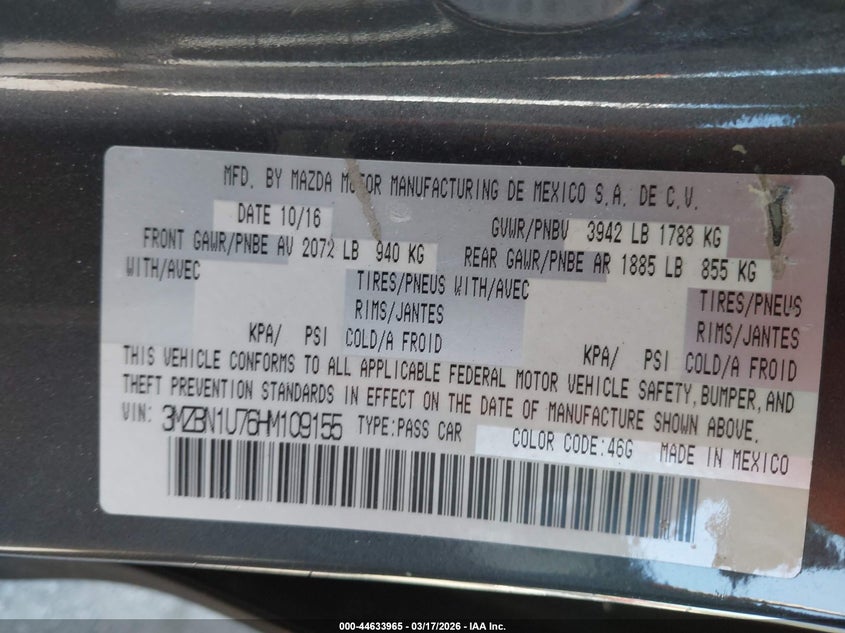 MFD. BY MAZDA MOTOR MANUFACTURING DE MEXICO S.A. DE C.V.
DATE 10/16 GVWR/PNBV 3942 LB 1788 KG
FRONT GAWR/PNBE AV 2072 LB 940 KG REAR GAWR/PNBE AR 1885 LB 855 KG
WITH/AVEC TIRES/PNEUS WITH/AVEC TIRES/PNEUS
RIMS/JANTES RIMS/JANTES
KPA/ PSI COLD/A FROID KPA/ PSI COLD/A FROID
THIS VEHICLE CONFORMS TO ALL APPLICABLE FEDERAL MOTOR VEHICLE SAFETY, BUMPER, AND
THEFT PREVENTION STANDARDS IN EFFECT ON THE DATE OF MANUFACTURE SHOWN ABOVE.
VIN: 3MZBN1U76HM109155 TYPE:PASS CAR COLOR CODE:46G MADE IN MEXICO
000-44633965 - 03/17/2026 - IAA Inc.